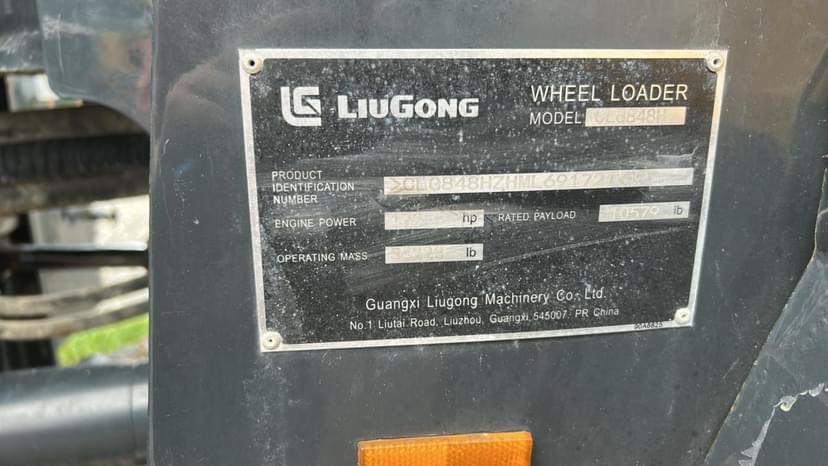 LIUGONG
WHEEL LOADER
MODEL CLG848H
PRODUCT
IDENTIFICATION
NUMBER
ENGINE POWER hp
RATED PAYLOAD 10579 lb
OPERATING MASS lb
Guangxi Liugong Machinery Co., Ltd.
No.1 Liutai Road, Liuzhou, Guangxi,545007, PR China